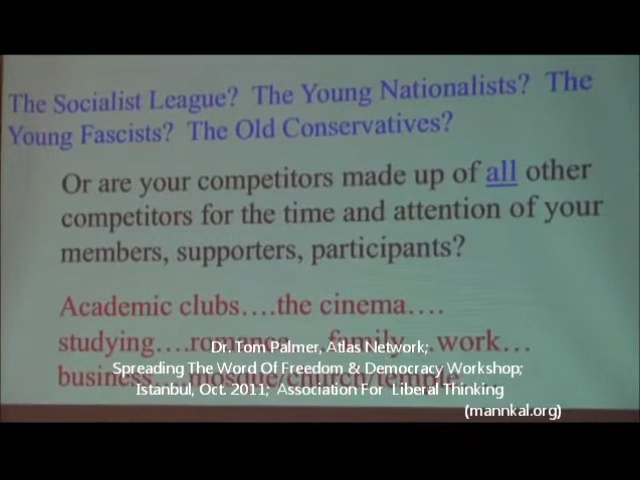 The Socialist League? The Young Nationalists? The
Young Fascists? The Old Conservatives?
Or are your competitors made up of all other
competitors for the time and attention of your
members, supporters, participants?
Academic clubs….the cinema….
studying….romance….family…work…
business….mosque/church/temple….
Dr. Tom Palmer, Atlas Network;
Spreading The Word Of Freedom & Democracy Workshop;
Istanbul, Oct. 2011; Association For Liberal Thinking
(mannkal.org)